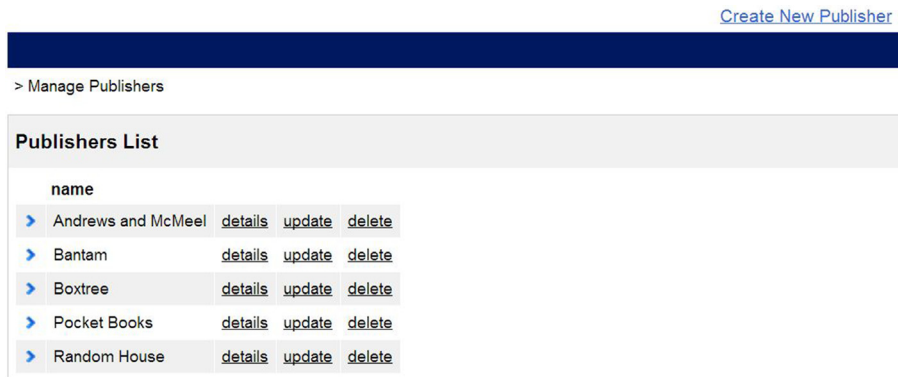 Create New Publisher
> Manage Publishers
Publishers List
name
Andrews and McMeel details update delete
Bantam details update delete
Boxtree details update delete
Pocket Books details update delete
Random House details update delete